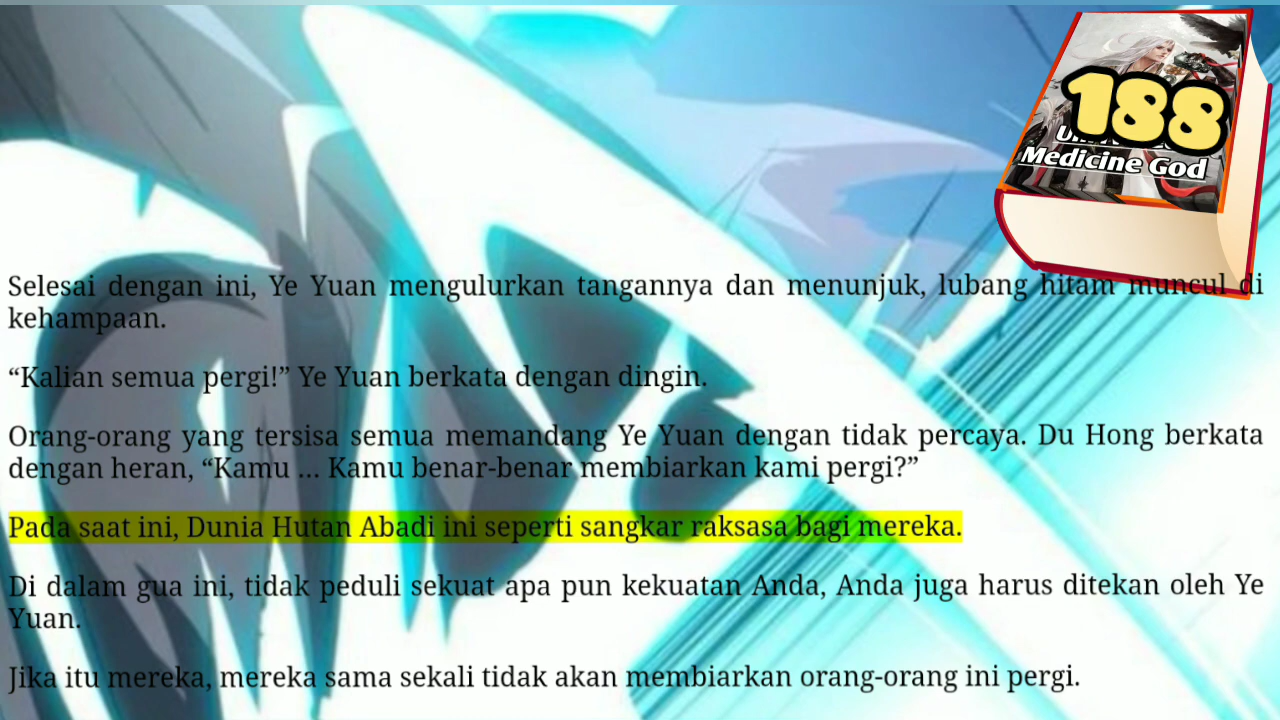 188
Medicine God
Selesai dengan ini, Ye Yuan mengulurkan tangannya dan menunjuk, lubang hitam muncul di
kehampaan.
“Kalian semua pergi!” Ye Yuan berkata dengan dingin.
Orang-orang yang tersisa semua memandang Ye Yuan dengan tidak percaya. Du Hong berkata
dengan heran, “Kamu ... Kamu benar-benar membiarkan kami pergi?”
Pada saat ini, Dunia Hutan Abadi ini seperti sangkar raksasa bagi mereka.
Di dalam gua ini, tidak peduli sekuat apa pun kekuatan Anda, Anda juga harus ditekan oleh Ye
Yuan.
Jika itu mereka, mereka sama sekali tidak akan membiarkan orang-orang ini pergi.